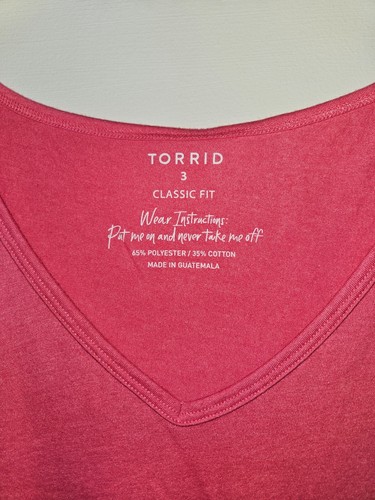 TORRID
3
CLASSIC FIT
Wear Instructions:
Put me on and never take me off
65% POLYESTER / 35% COTTON
MADE IN GUATEMALA